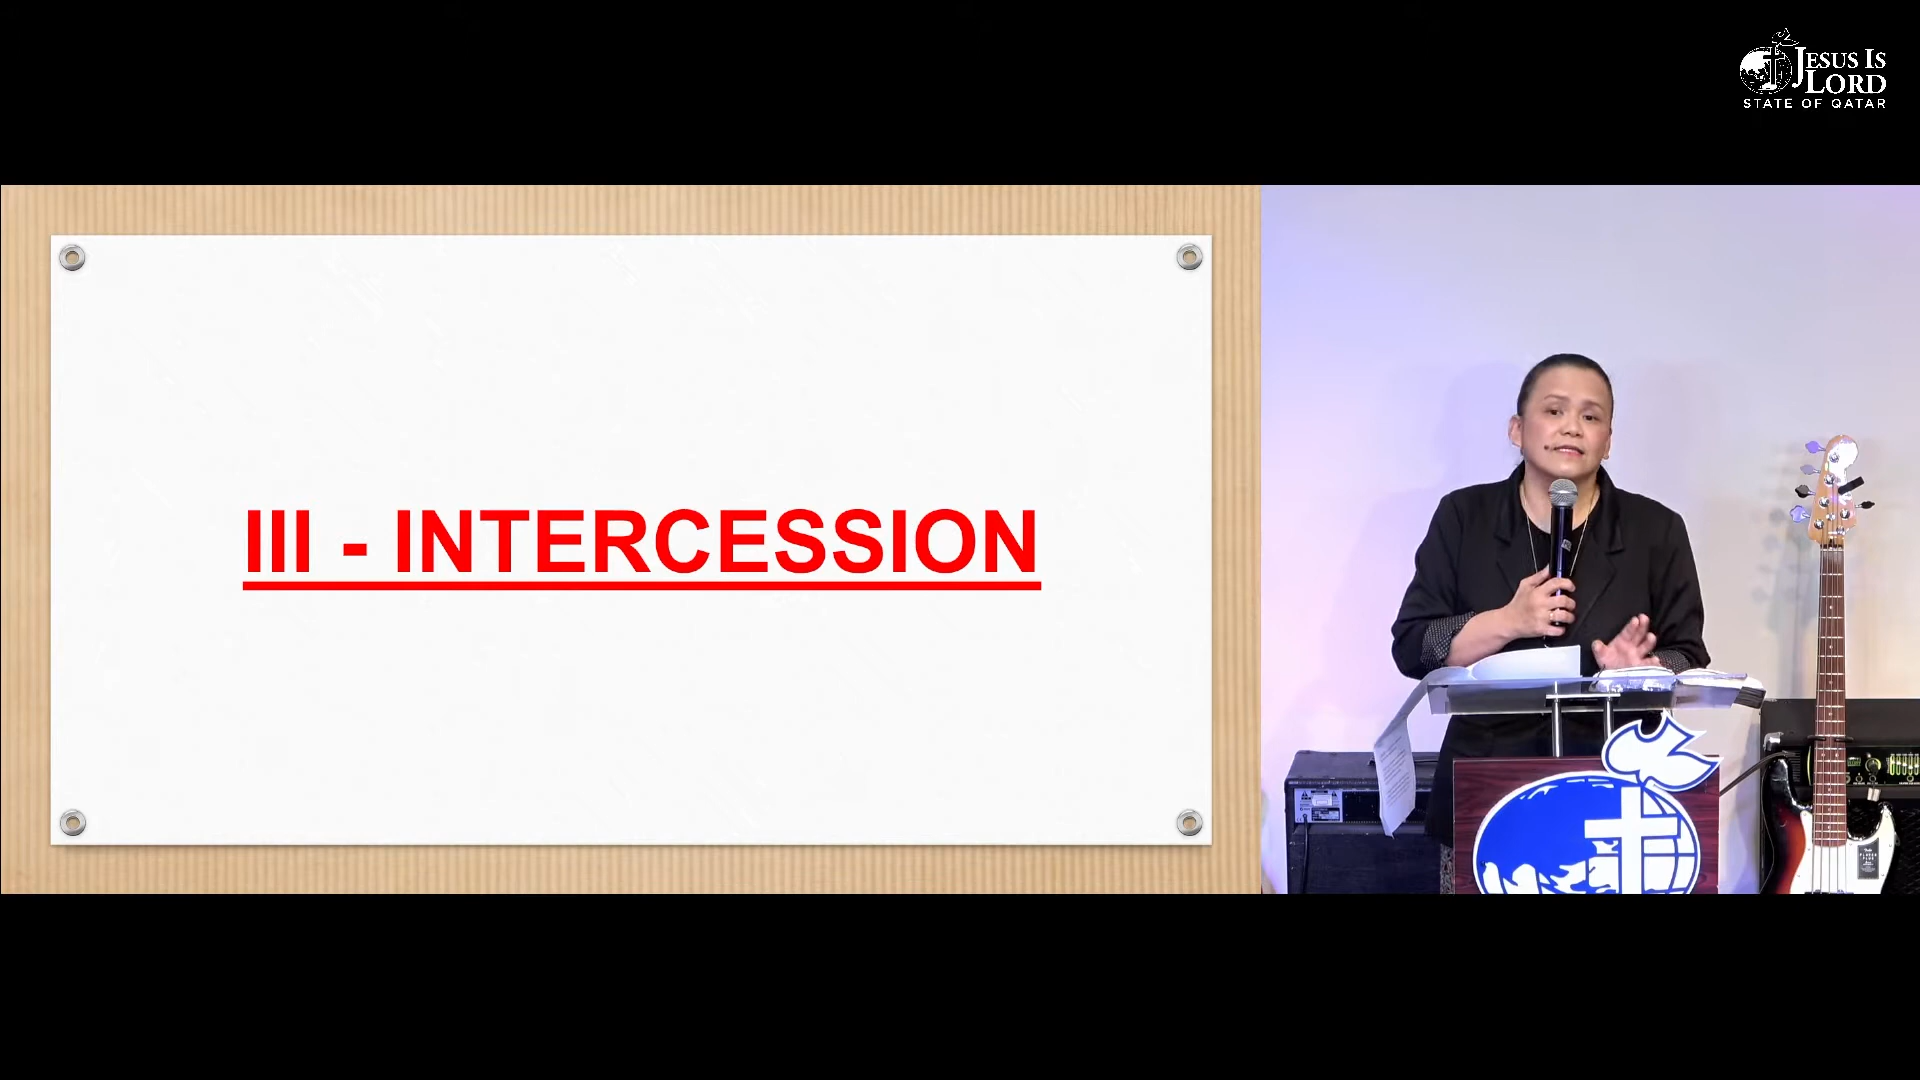 JESUS IS
LORD
STATE OF QATAR
III - INTERCESSION